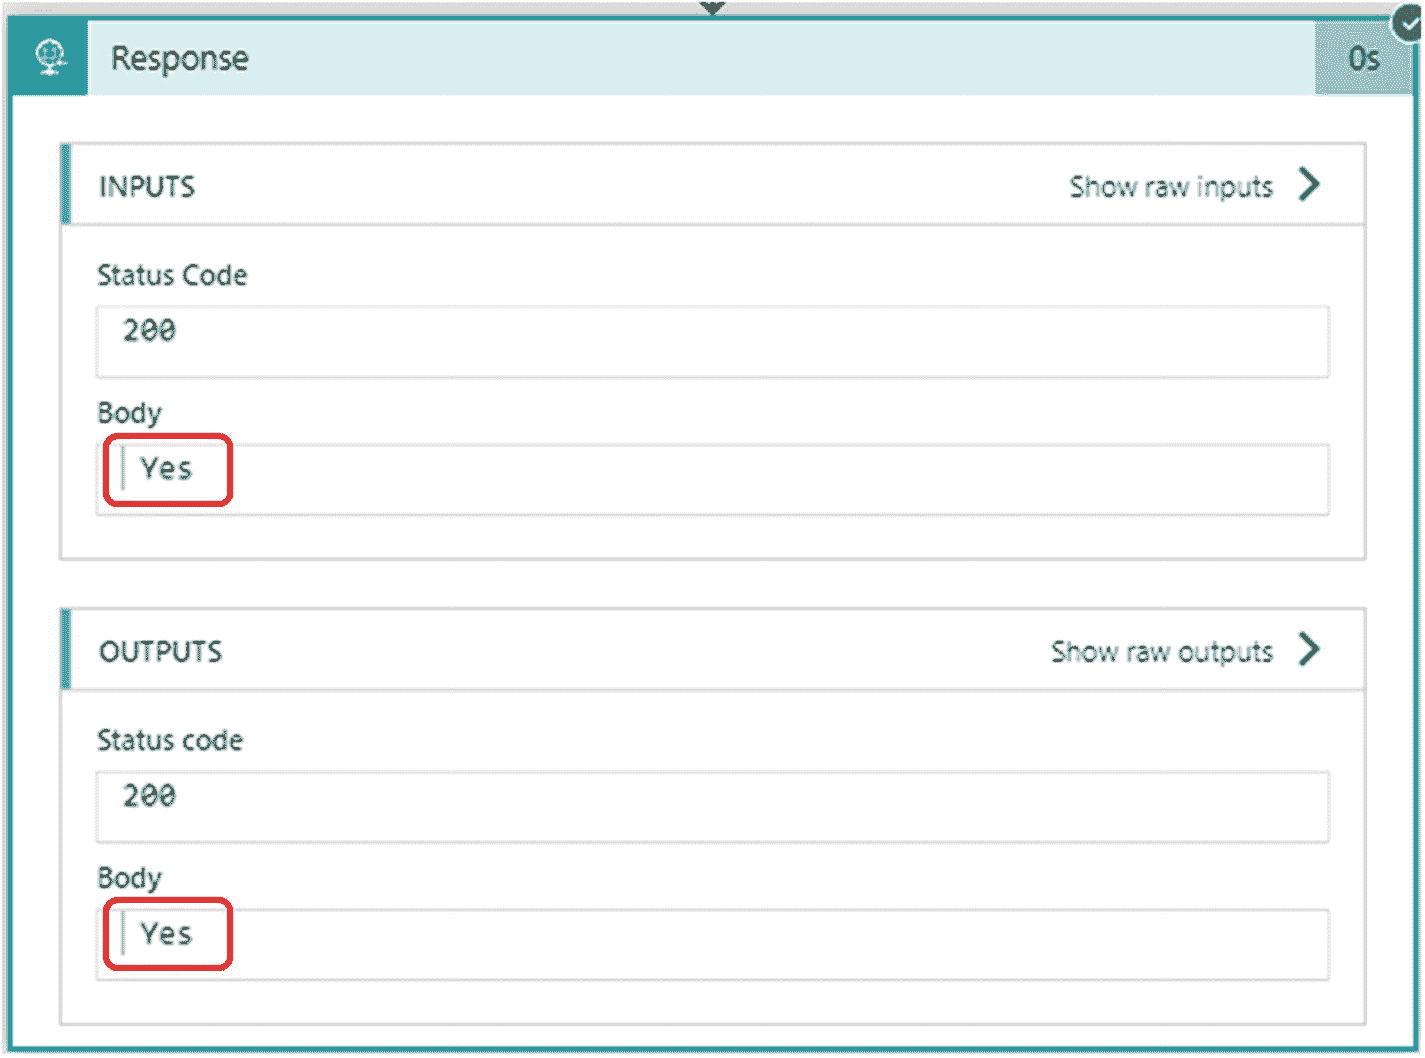 Response
0s
INPUTS
Show raw inputs
Status Code
200
Body
Yes
OUTPUTS
Show raw outputs
Status code
200
Body
Yes